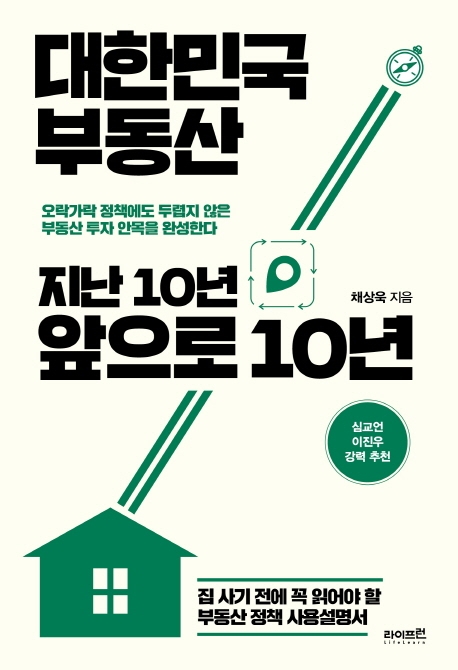 대한민국
부동산
오락가락 정책에도 두렵지 않은
부동산 투자 안목을 완성한다
지난 10년
채상욱 지음
앞으로 10년
심교언
이진우
강력 추천
집 사기 전에 꼭 읽어야 할
부동산 정책 사용설명서
라이프런
LifeLearn